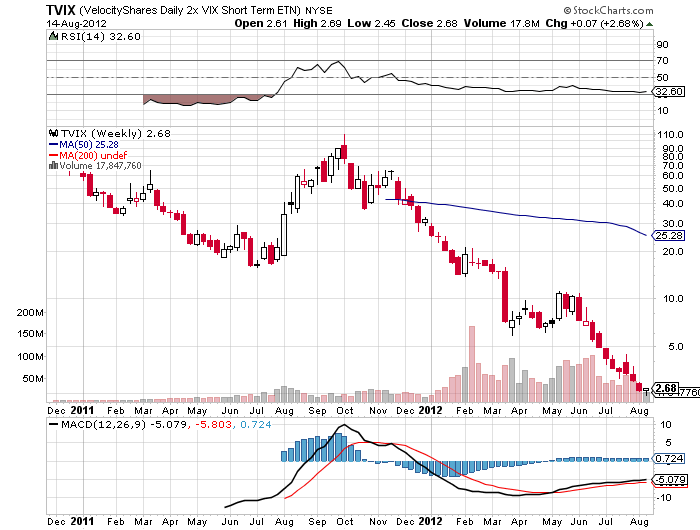 TVIX (VelocityShares Daily 2x VIX Short Term ETN) NYSE © StockCharts.com
14-Aug-2012 Open 2.61 High 2.69 Low 2.45 Close 2.68 Volume 17.8M Chg +0.07 (+2.68%)
RSI(14) 32.60
90
70
50
32.60
30
10
TVIX (Weekly) 2.68
MA(50) 25.28
MA(200) undef
Volume 17,847,760
110.0
90.0
80.0
70.0
60.0
50.0
40.0
30.0
25.28
20.0
10.0
5.0
2.68
200M
150M
100M
50M
Dec 2011 Feb Mar Apr May Jun Jul Aug Sep Oct Nov Dec 2012 Feb Mar Apr May Jun Jul Aug
MACD(12,26,9) -5.079, -5.803, 0.724
10
5
0.724
-5.079
-10
Dec 2011 Feb Mar Apr May Jun Jul Aug Sep Oct Nov Dec 2012 Feb Mar Apr May Jun Jul Aug